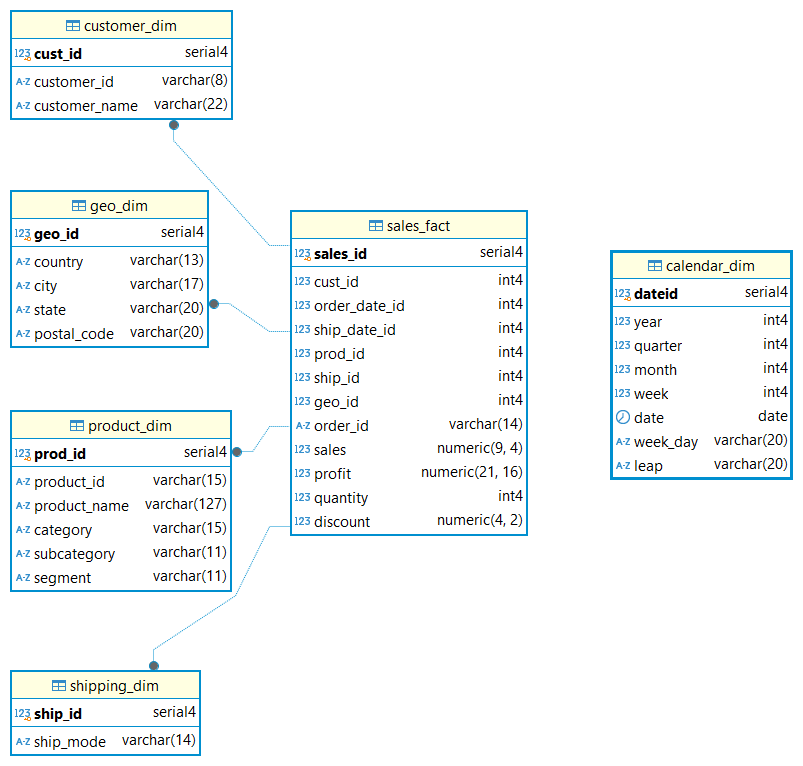 customer_dim
123 cust_id serial4
A-Z customer_id varchar(8)
A-Z customer_name varchar(22)
geo_dim
123 geo_id serial4
A-Z country varchar(13)
A-Z city varchar(17)
A-Z state varchar(20)
A-Z postal_code varchar(20)
product_dim
123 prod_id serial4
A-Z product_id varchar(15)
A-Z product_name varchar(127)
A-Z category varchar(15)
A-Z subcategory varchar(11)
A-Z segment varchar(11)
shipping_dim
123 ship_id serial4
A-Z ship_mode varchar(14)
sales_fact
123 sales_id serial4
123 cust_id int4
123 order_date_id int4
123 ship_date_id int4
123 prod_id int4
123 ship_id int4
123 geo_id int4
A-Z order_id varchar(14)
123 sales numeric(9, 4)
123 profit numeric(21, 16)
123 quantity int4
123 discount numeric(4, 2)
calendar_dim
123 dateid serial4
123 year int4
123 quarter int4
123 month int4
123 week int4
date date
A-Z week_day varchar(20)
A-Z leap varchar(20)